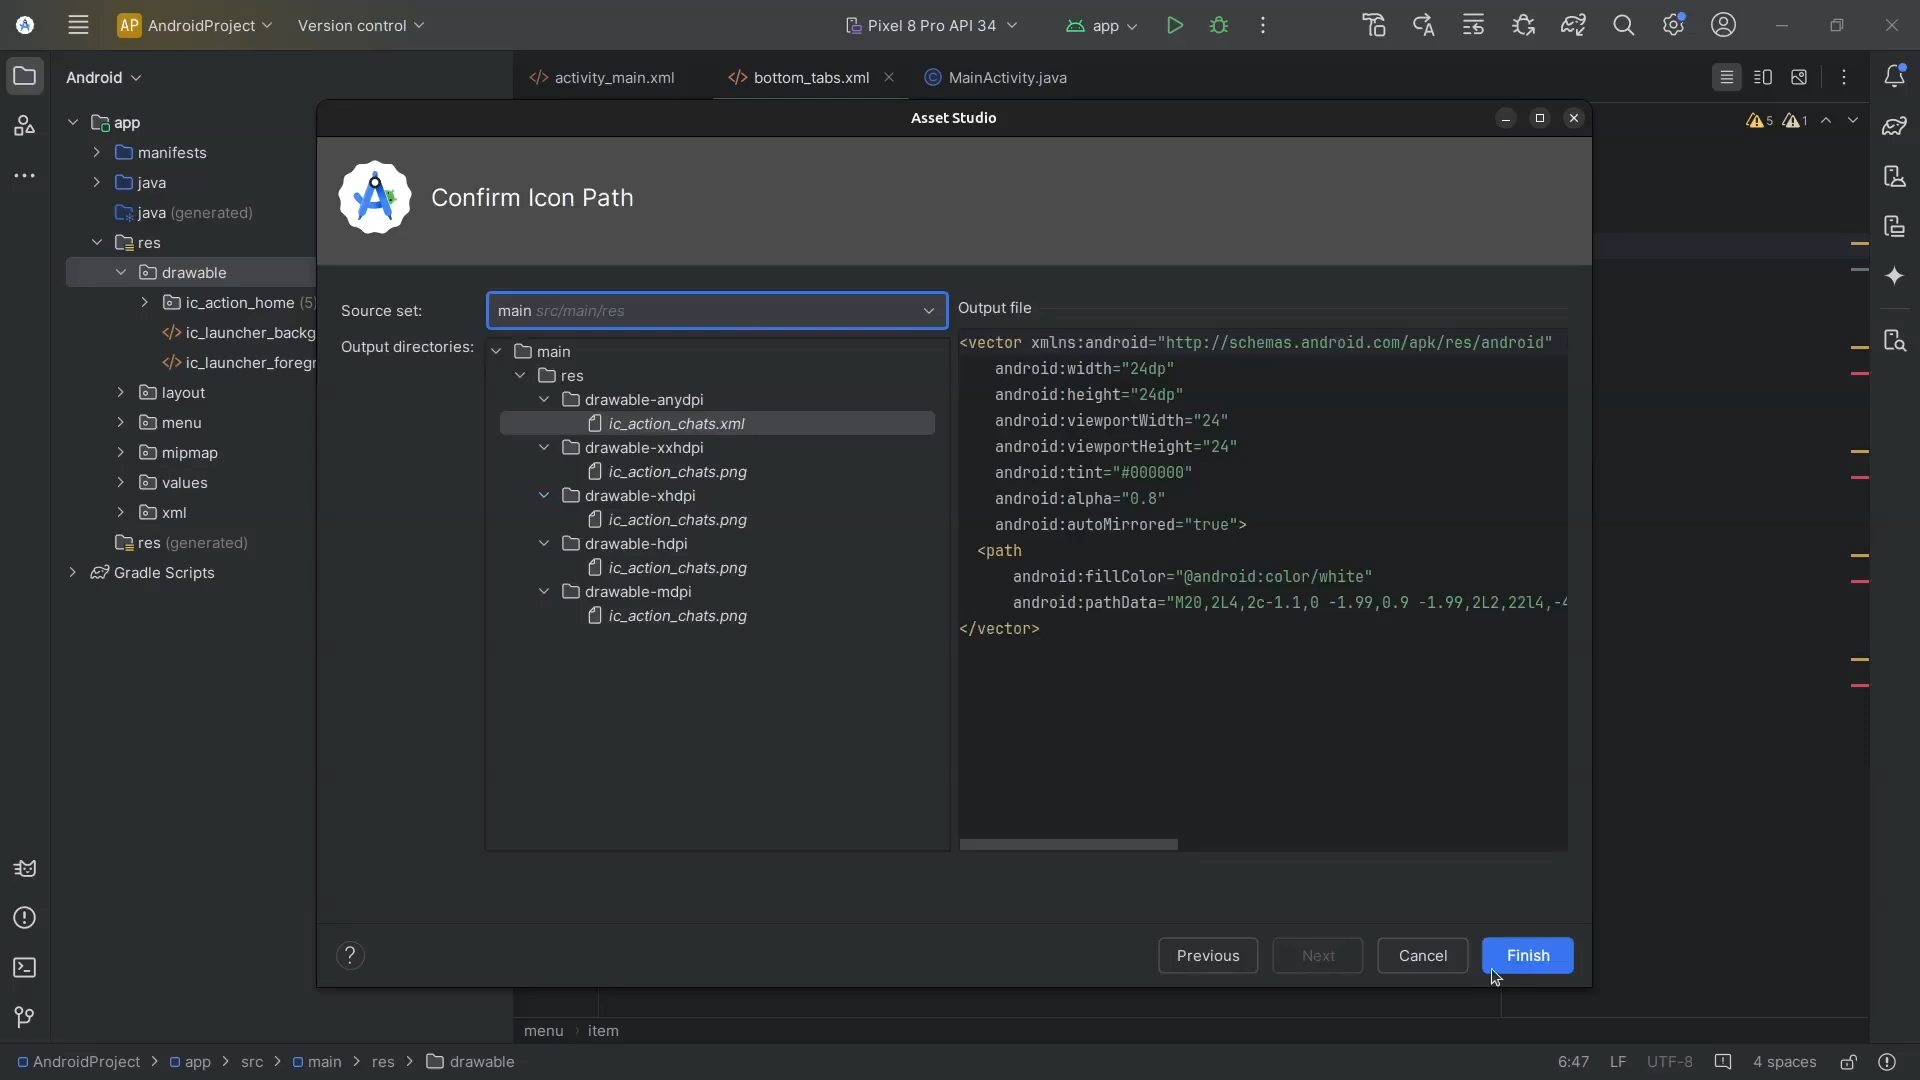 AP AndroidProject
Version control
Pixel 8 Pro API 34
app
Android
activity_main.xml
bottom_tabs.xml
MainActivity.java
5
1
app
manifests
java
java (generated)
res
drawable
ic_action_home (5)
ic_launcher_backg
ic_launcher_foregr
layout
menu
mipmap
values
xml
res (generated)
Gradle Scripts
Asset Studio
Confirm Icon Path
Source set:
main src/main/res
Output directories:
main
res
drawable-anydpi
ic_action_chats.xml
drawable-xxhdpi
ic_action_chats.png
drawable-xhdpi
ic_action_chats.png
drawable-hdpi
ic_action_chats.png
drawable-mdpi
ic_action_chats.png
Output file
<vector xmlns:android="http://schemas.android.com/apk/res/android"
android:width="24dp"
android:height="24dp"
android:viewportWidth="24"
android:viewportHeight="24"
android:tint="#000000"
android:alpha="0.8"
android:autoMirrored="true">
<path
android:fillColor="@android:color/white"
android:pathData="M20,2L4,2c-1.1,0 -1.99,0.9 -1.99,2L2,22l4,-4
</vector>
?
Previous
Next
Cancel
Finish
menu > item
AndroidProject > app > src > main > res > drawable
6:47
LF
UTF-8
4 spaces